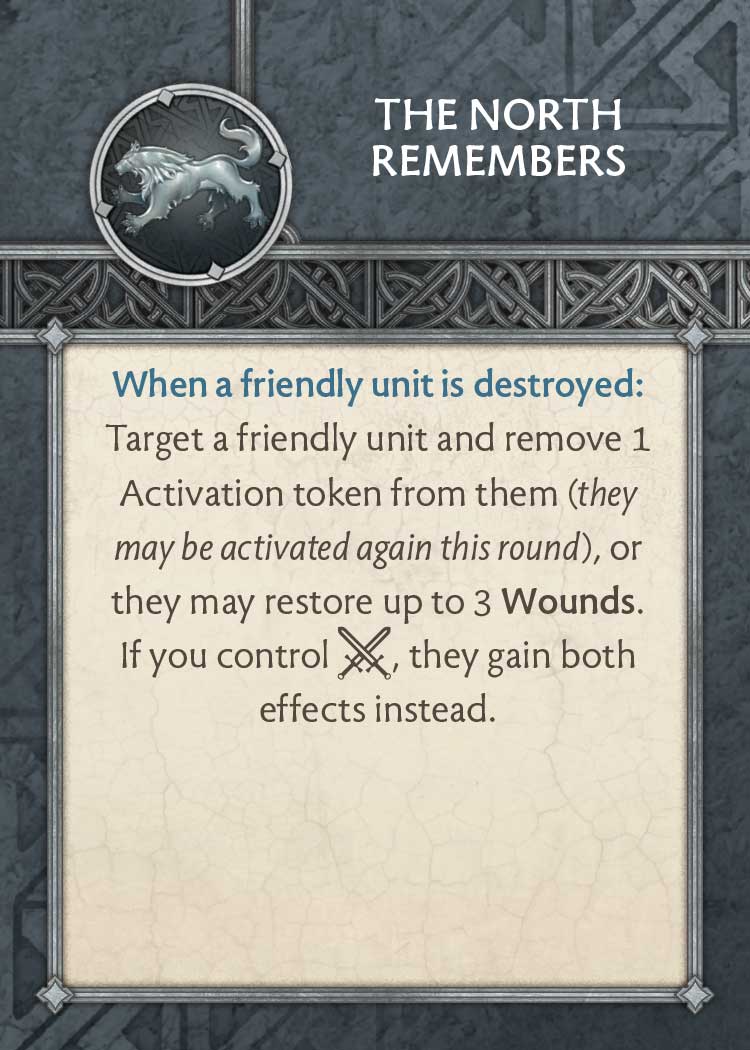 THE NORTH
REMEMBERS
When a friendly unit is destroyed:
Target a friendly unit and remove 1
Activation token from them (they
may be activated again this round), or
they may restore up to 3 Wounds.
If you control , they gain both
effects instead.